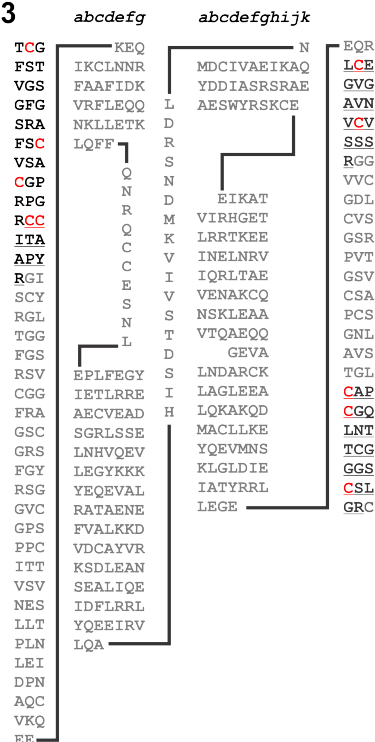 3
abcdefg
abcdefghijk
TCG
FST
VGS
GFG
SRA
FSC
VSA
CGP
RPG
RCC
ITA
APY
RGI
SCY
RGL
TGG
FGS
RSV
CGG
FRA
GSC
GRS
FGY
RSG
GVC
GPS
PPC
ITT
VSV
NES
LLT
PLN
LEI
DPN
AQC
VKQ
EE
KEQ
IKCLNNR
FAAFIDK
VRFLEQQ
NKLLETK
LQFF
Q
N
R
Q
C
C
E
S
N
L
EPLFEGY
IETLRRE
AECVEAD
SGRLSSE
LNHVQEV
LEGYKKK
YEQEVAL
RATAENE
FVALKKD
VDCAYVR
KSDLEAN
SEALIQE
IDFLRRL
YQEEIRV
LQA
L
D
R
S
N
D
M
K
V
I
V
S
T
D
S
I
H
N
MDCIVAEIKAQ
YDDIASRSRAE
AESWYRSKCE
EIKAT
VIRHGET
LRRTKEE
INELNRV
IQRLTAE
VENAKCQ
NSKLEAA
VTQAEQQ
GEVA
LNDARCK
LAGLEEA
LQKAKQD
MACLLKE
YQEVMNS
KLGLDIE
IATYRRL
LEGE
EQR
LCE
GVG
AVN
VCV
SSS
RGG
VVC
GDL
CVS
GSR
PVT
GSV
CSA
PCS
GNL
AVS
TGL
CAP
CGQ
LNT
TCG
GGS
CSL
GRC